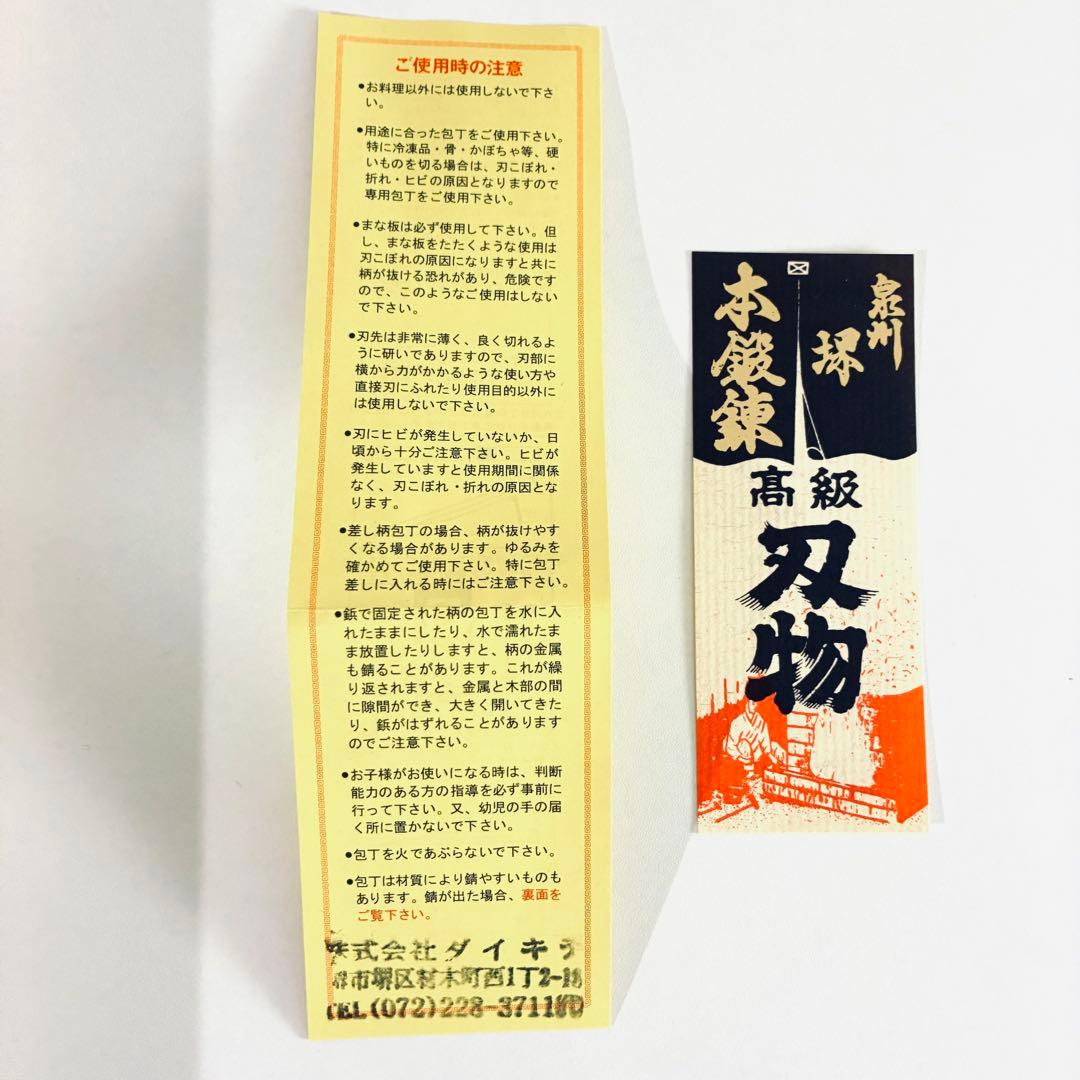 ご使用時の注意
●お料理以外には使用しないで下さ
い。
●用途に合った包丁をご使用下さい。
特に冷凍品・骨・かぼちゃ等、硬
いものを切る場合は、刃こぼれ・
折れ・ヒビの原因となりますので
専用包丁をご使用下さい。
●まな板は必ず使用して下さい。但
し、まな板をたたくような使用は
刃こぼれの原因になりますと共に
柄が抜ける恐れがあり、危険です
ので、このようなご使用はしない
で下さい。
●刃先は非常に薄く、良く切れるよ
うに研いでありますので、刃部に
横から力がかかるような使い方や
直接刃にふれたり使用目的以外に
は使用しないで下さい。
●刃にヒビが発生していないか、日
頃から十分ご注意下さい。ヒビが
発生していますと使用期間に関係
なく、刃こぼれ・折れの原因とな
ります。
●差し柄包丁の場合、柄が抜けやす
くなる場合があります。ゆるみを
確かめてご使用下さい。特に包丁
差しに入れる時にはご注意下さい。
●鋲で固定された柄の包丁を水に入
れたままにしたり、水で濡れたま
ま放置したりしますと、柄の金属
も錆ることがあります。これが繰
り返されますと、金属と木部の間
に隙間ができ、大きく開いてきた
り、鋲がはずれることがあります
のでご注意下さい。
●お子様がお使いになる時は、判断
能力のある方の指導を必ず事前に
行って下さい。又、幼児の手の届
く所に置かないで下さい。
●包丁を火であぶらないで下さい。
●包丁は材質により錆やすいものも
あります。錆が出た場合、裏面を
ご覧下さい。
株式会社ダイキチ
堺市堺区材木町西1丁2-18
TEL(072)228-3711
泉州
堺
本鍛錬
高級
刃物